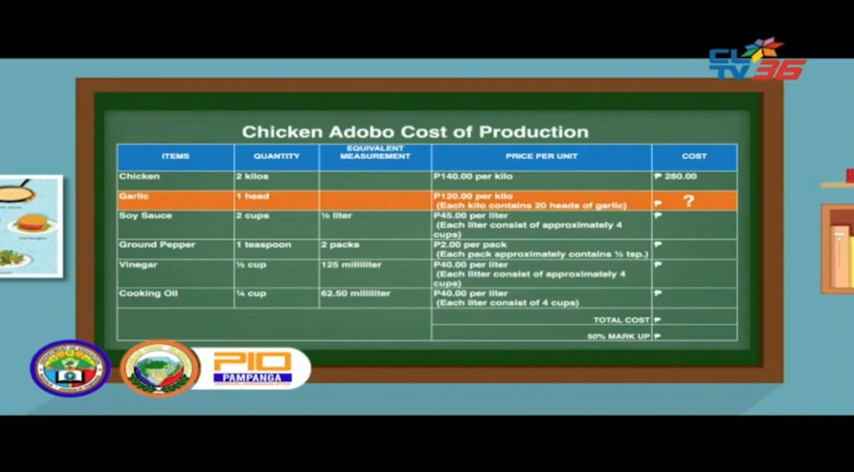 CLTV36
Chicken Adobo Cost of Production
ITEMS QUANTITY EQUIVALENT MEASUREMENT PRICE PER UNIT COST
Chicken 2 kilos P140.00 per kilo ₱ 280.00
Garlic 1 head P120.00 per kilo
(Each kilo contains 20 heads of garlic) ₱ ?
Soy Sauce 2 cups ½ liter P45.00 per liter ₱
(Each liter consist of approximately 4
cups)
Ground Pepper 1 teaspoon 2 packs P2.00 per pack ₱
(Each pack approximately contains ½ tsp.)
Vinegar ½ cup 125 milliliter P40.00 per liter ₱
(Each litter consist of approximately 4
cups)
Cooking Oil ¼ cup 62.50 milliliter P40.00 per liter ₱
(Each liter consist of 4 cups)
TOTAL COST ₱
50% MARK UP ₱
PIO
PAMPANGA